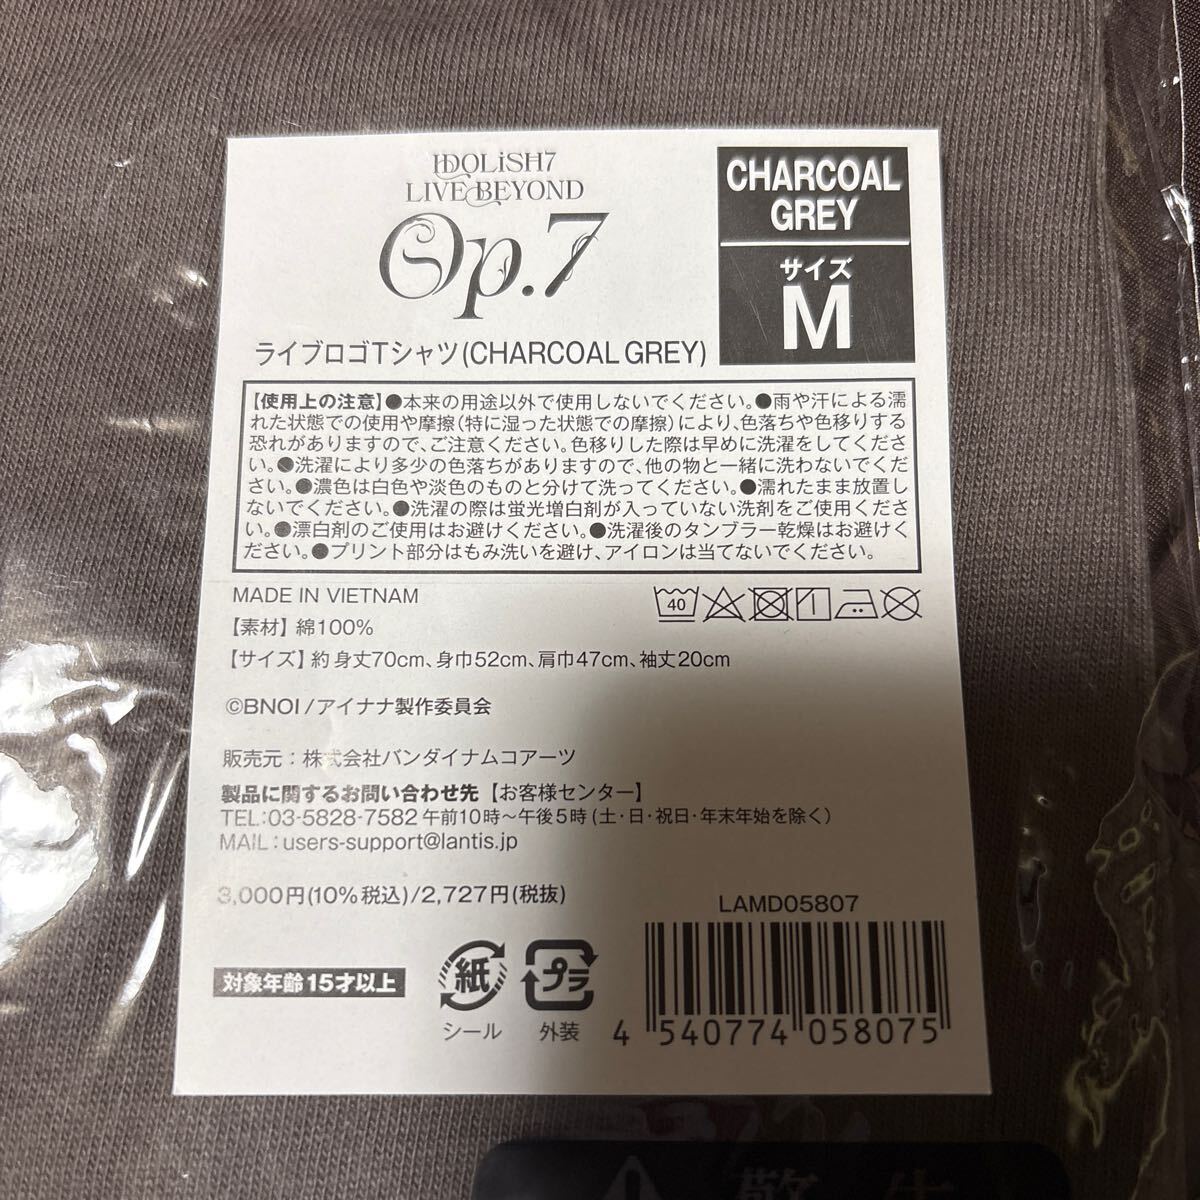 IDOLiSH7
LIVE BEYOND
Op.7
ライブロゴTシャツ(CHARCOAL GREY)
CHARCOAL
GREY
サイズ
M
【使用上の注意】●本来の用途以外で使用しないでください。●雨や汗による濡
れた状態での使用や摩擦(特に湿った状態での摩擦)により、色落ちや色移りする
恐れがありますので、ご注意ください。色移りした際は早めに洗濯をしてくださ
い。●洗濯により多少の色落ちがありますので、他の物と一緒に洗わないでくだ
さい。●濃色は白色や淡色のものと分けて洗ってください。●濡れたまま放置し
ないでください。●洗濯の際は蛍光増白剤が入っていない洗剤をご使用くださ
い。●漂白剤のご使用はお避けください。●洗濯後のタンブラー乾燥はお避けく
ださい。●プリント部分はもみ洗いを避け、アイロンは当てないでください。
MADE IN VIETNAM
40
【素材】綿100%
【サイズ】約 身丈70cm、身巾52cm、肩巾47cm、袖丈20cm
©BNOI/アイナナ製作委員会
販売元：株式会社バンダイナムコアーツ
製品に関するお問い合わせ先【お客様センター】
TEL:03-5828-7582 午前10時〜午後5時(土・日・祝日・年末年始を除く)
MAIL：users-support@lantis.jp
3,000円(10%税込)/2,727円(税抜)
LAMD05807
対象年齢15才以上
紙
シール
プラ
外装
4 540774 058075